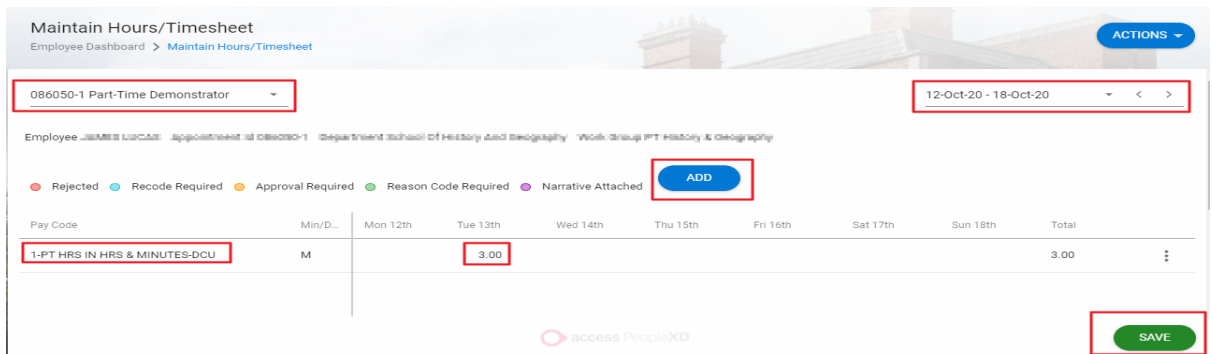 Maintain Hours/Timesheet
Employee Dashboard > Maintain Hours/Timesheet
ACTIONS
086050-1 Part-Time Demonstrator
12-Oct-20 - 18-Oct-20 < >
Employee
Rejected Recode Required Approval Required Reason Code Required Narrative Attached ADD
Pay Code Min/D... Mon 12th Tue 13th Wed 14th Thu 15th Fri 16th Sat 17th Sun 18th Total
1-PT HRS IN HRS & MINUTES-DCU M 3.00 3.00
access PeopleXD
SAVE